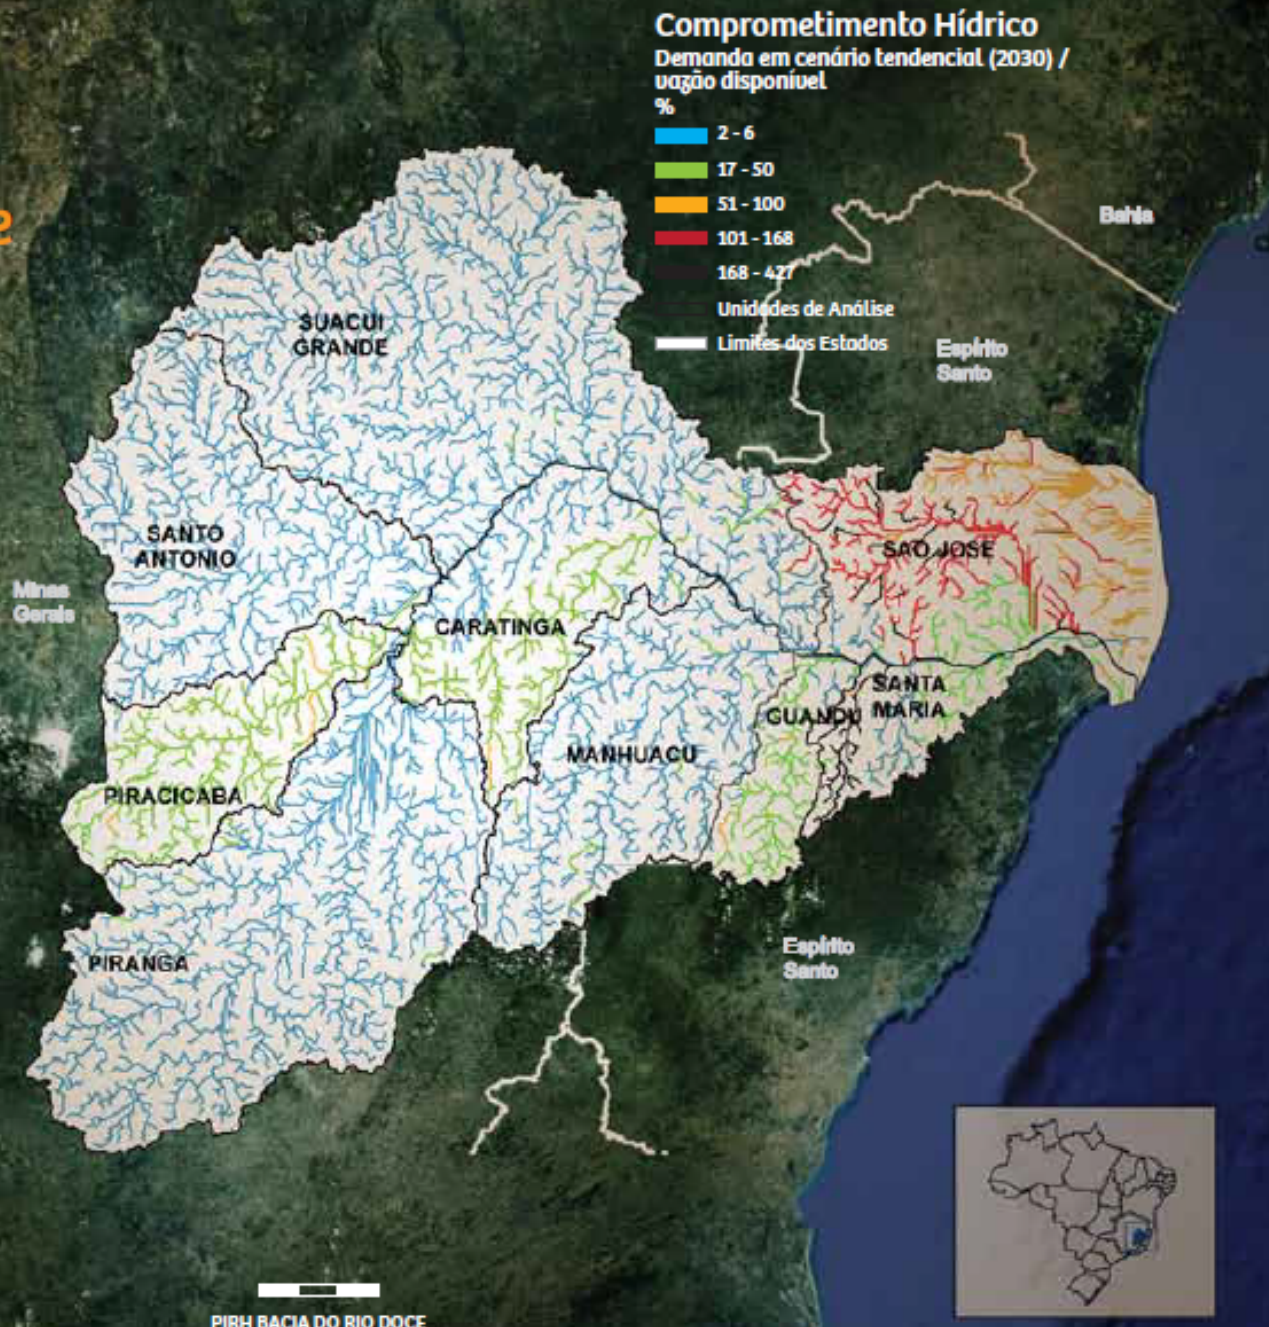 Comprometimento Hídrico
Demanda em cenário tendencial (2030) /
vazão disponível
%
2 - 6
17 - 50
51 - 100
101 - 168
168 - 427
Unidades de Análise
Limites dos Estados
Bahia
Espírito
Santo
SUACUI
GRANDE
SANTO
ANTONIO
SAO JOSE
Minas
Gerais
CARATINGA
SANTA
MARIA
GUANDU
MANHUACU
PIRACICABA
Espírito
Santo
PIRANGA
PIRH BACIA DO RIO DOCE